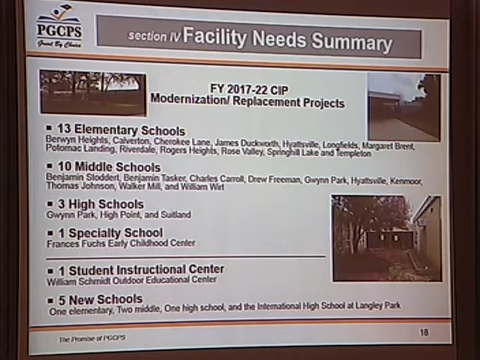 PGCPS
Great By Choice
section IV Facility Needs Summary
FY 2017-22 CIP
Modernization/ Replacement Projects
13 Elementary Schools
Berwyn Heights, Calverton, Cherokee Lane, James Duckworth, Hyattsville, Longfields, Margaret Brent,
Potomac Landing, Riverdale, Rogers Heights, Rose Valley, Springhill Lake and Templeton
10 Middle Schools
Benjamin Stoddert, Benjamin Tasker, Charles Carroll, Drew Freeman, Gwynn Park, Hyattsville, Kenmoor,
Thomas Johnson, Walker Mill, and William Wirt
3 High Schools
Gwynn Park, High Point, and Suitland
1 Specialty School
Frances Fuchs Early Childhood Center
1 Student Instructional Center
William Schmidt Outdoor Educational Center
5 New Schools
One elementary, Two middle, One high school, and the International High School at Langley Park
The Promise of PGCPS
18